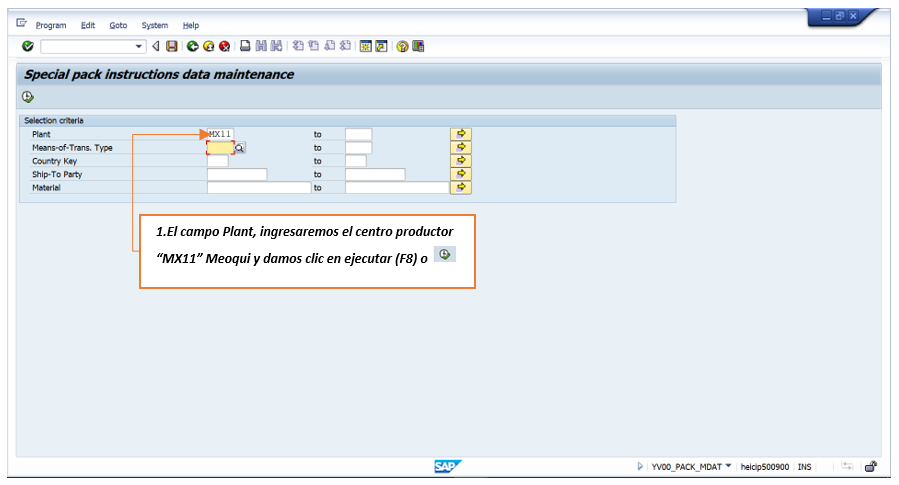 Program Edit Goto System Help
Special pack instructions data maintenance
Selection criteria
Plant MX11 to
Means-of-Trans. Type to
Country Key to
Ship-To Party to
Material to
1.El campo Plant, ingresaremos el centro productor
“MX11” Meoqui y damos clic en ejecutar (F8) o
SAP YV00_PACK_MDAT heicip500900 INS